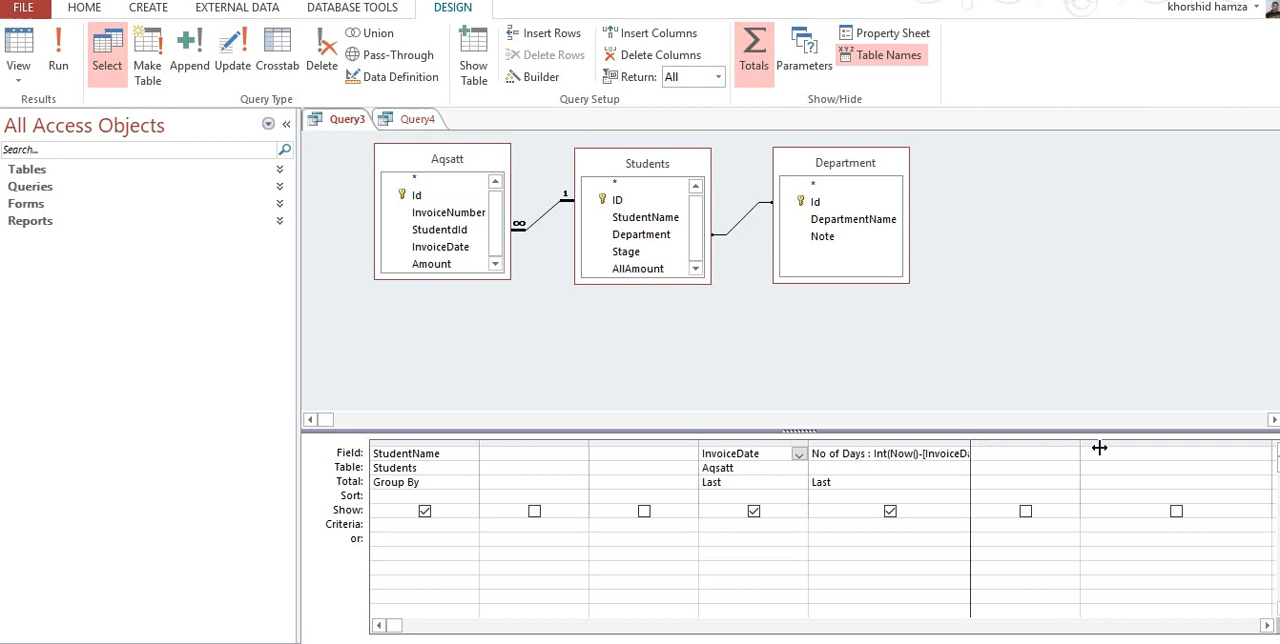 FILE HOME CREATE EXTERNAL DATA DATABASE TOOLS DESIGN khorshid hamza
View Run Select Make Table Append Update Crosstab Delete
Union
Pass-Through
Data Definition
Show Table
Insert Rows
Delete Rows
Builder
Insert Columns
Delete Columns
Return: All
Totals Parameters
Property Sheet
Table Names
Results Query Type Query Setup Show/Hide
All Access Objects
Search...
Tables
Queries
Forms
Reports
Query3 Query4
Aqsatt
*
Id
InvoiceNumber
StudentdId
InvoiceDate
Amount
∞ 1
Students
*
ID
StudentName
Department
Stage
AllAmount
Department
*
Id
DepartmentName
Note
Field: StudentName InvoiceDate No of Days : Int(Now()-[InvoiceDa
Table: Students Aqsatt
Total: Group By Last Last
Sort:
Show:
Criteria:
or: